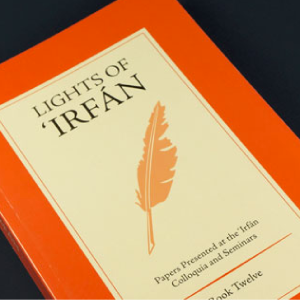 LIGHTS OF
‘IRFÁN
Papers Presented at the ‘Irfán
Colloquia and Seminars
Book Twelve